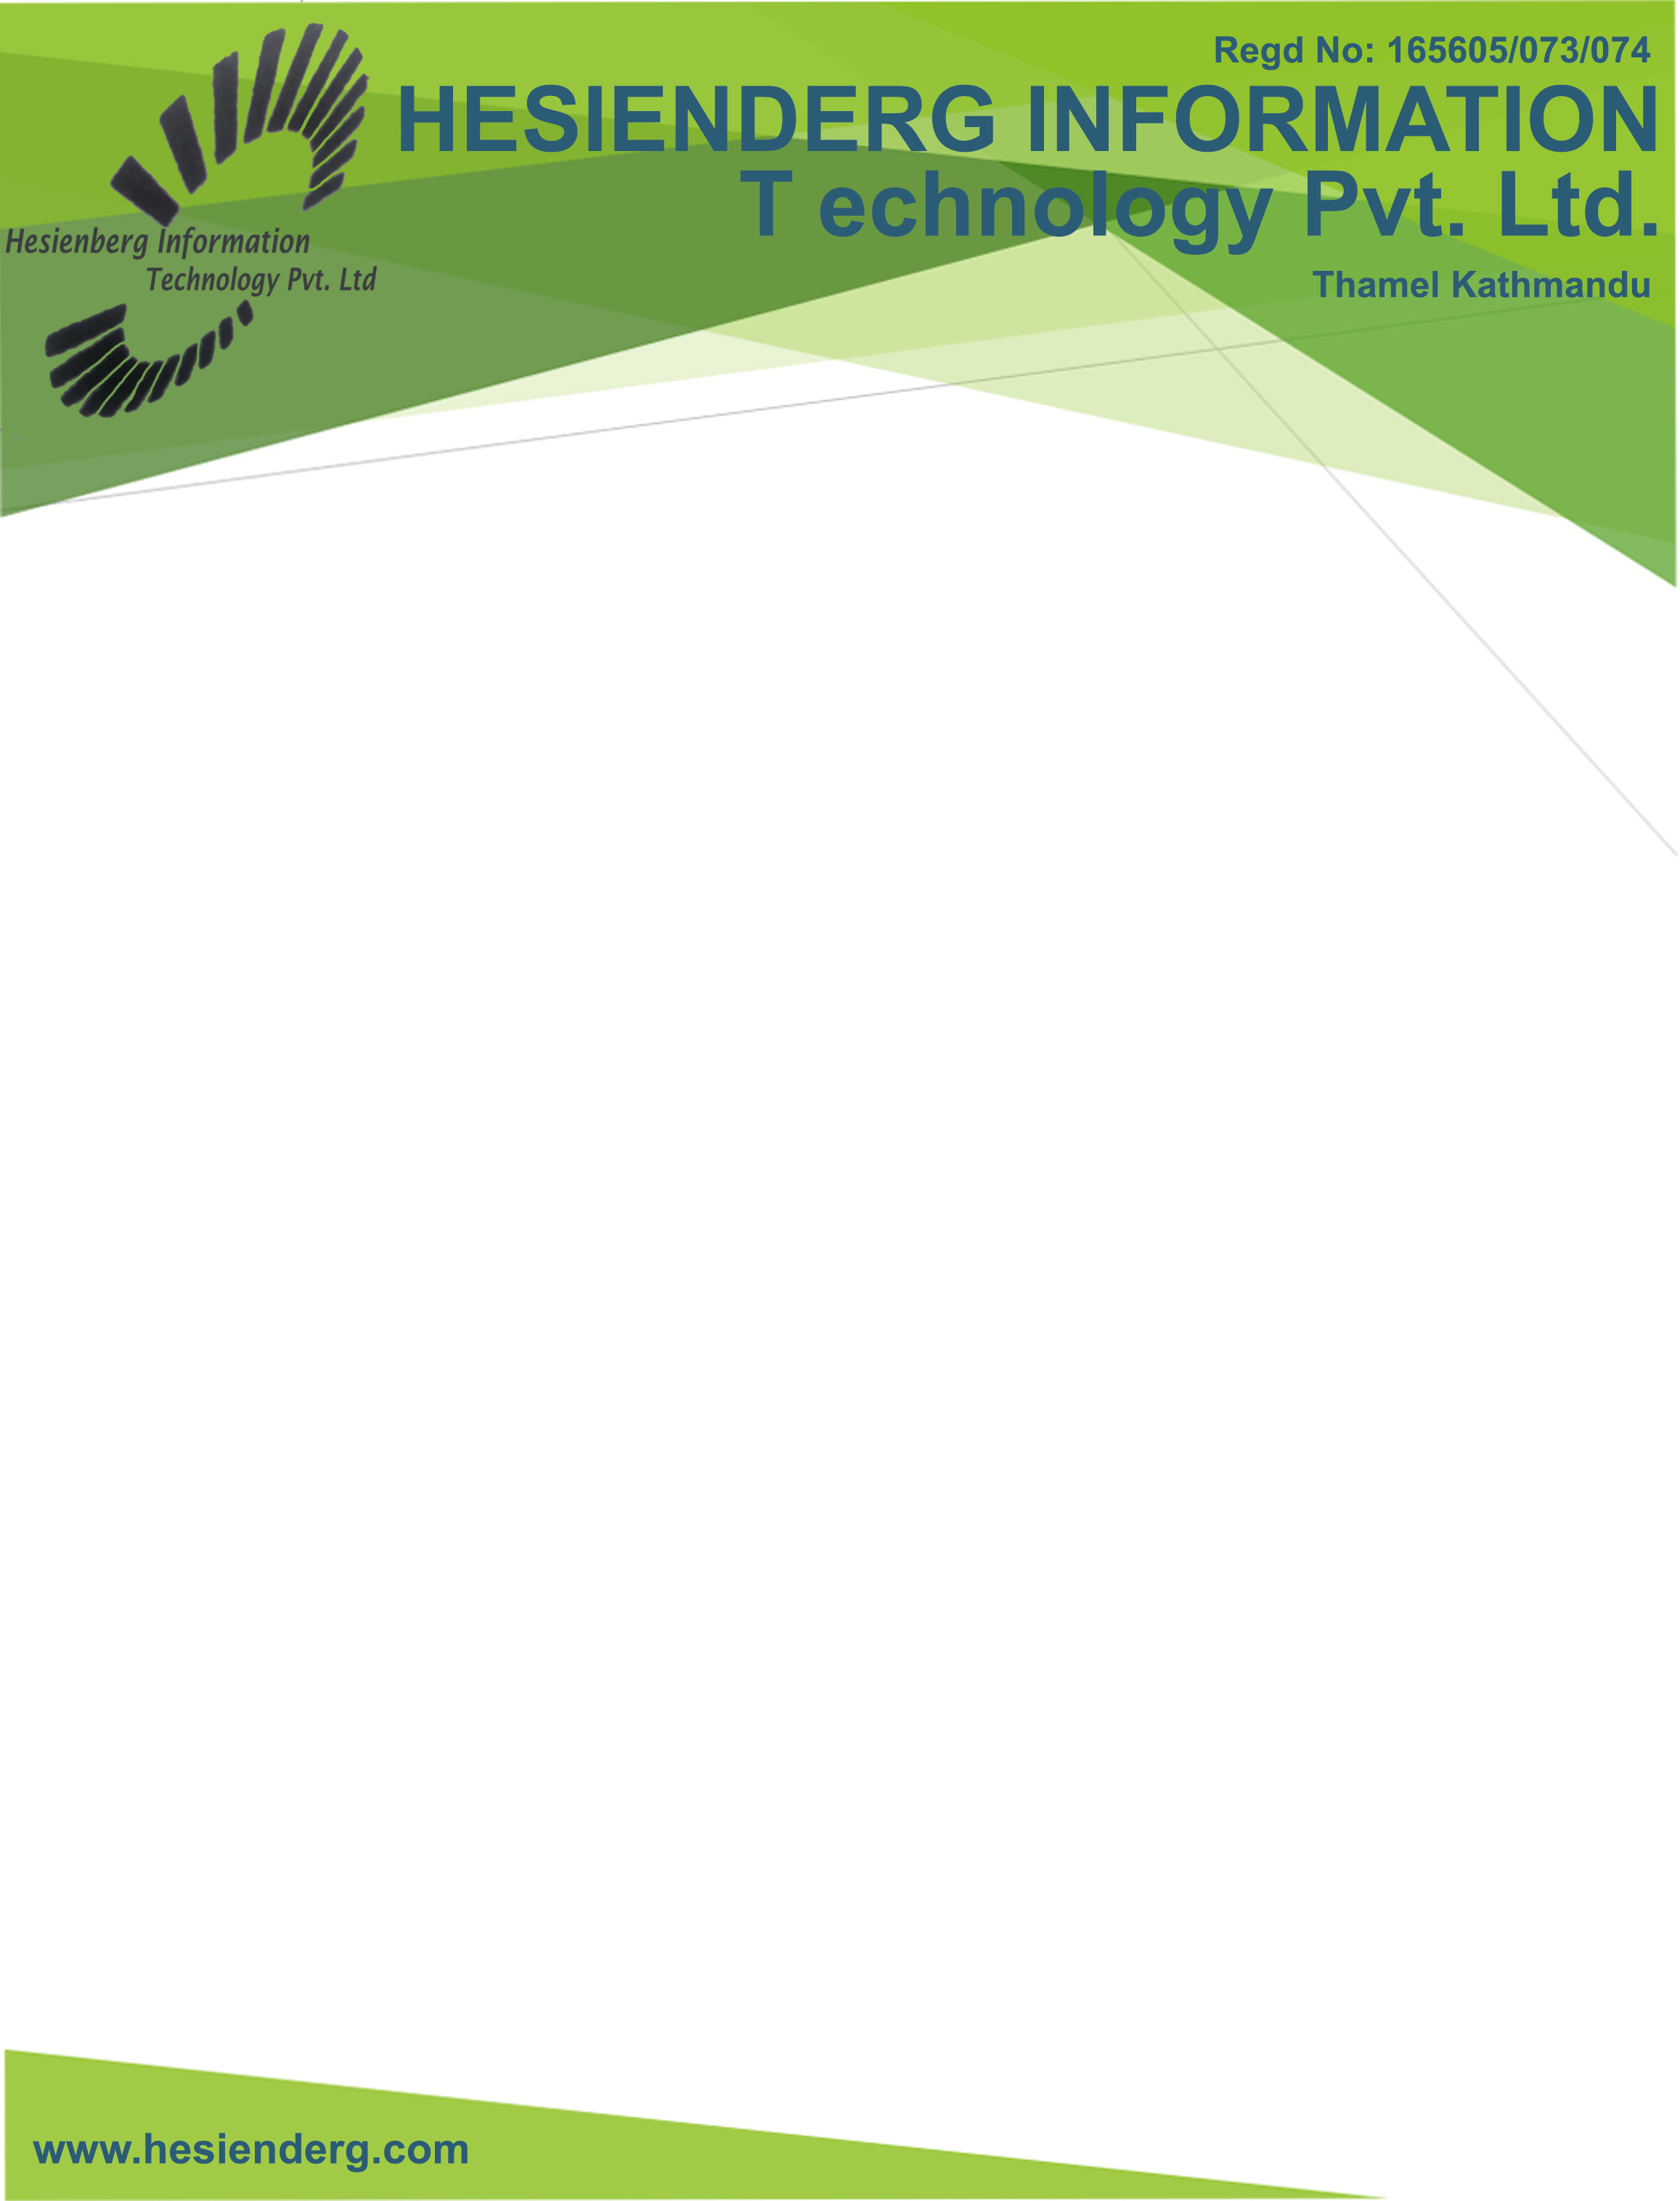 Regd No: 165605/073/074
HESIENDERG INFORMATION
T echnology Pvt. Ltd.
Thamel Kathmandu
Hesienberg Information
Technology Pvt. Ltd
www.hesienderg.com